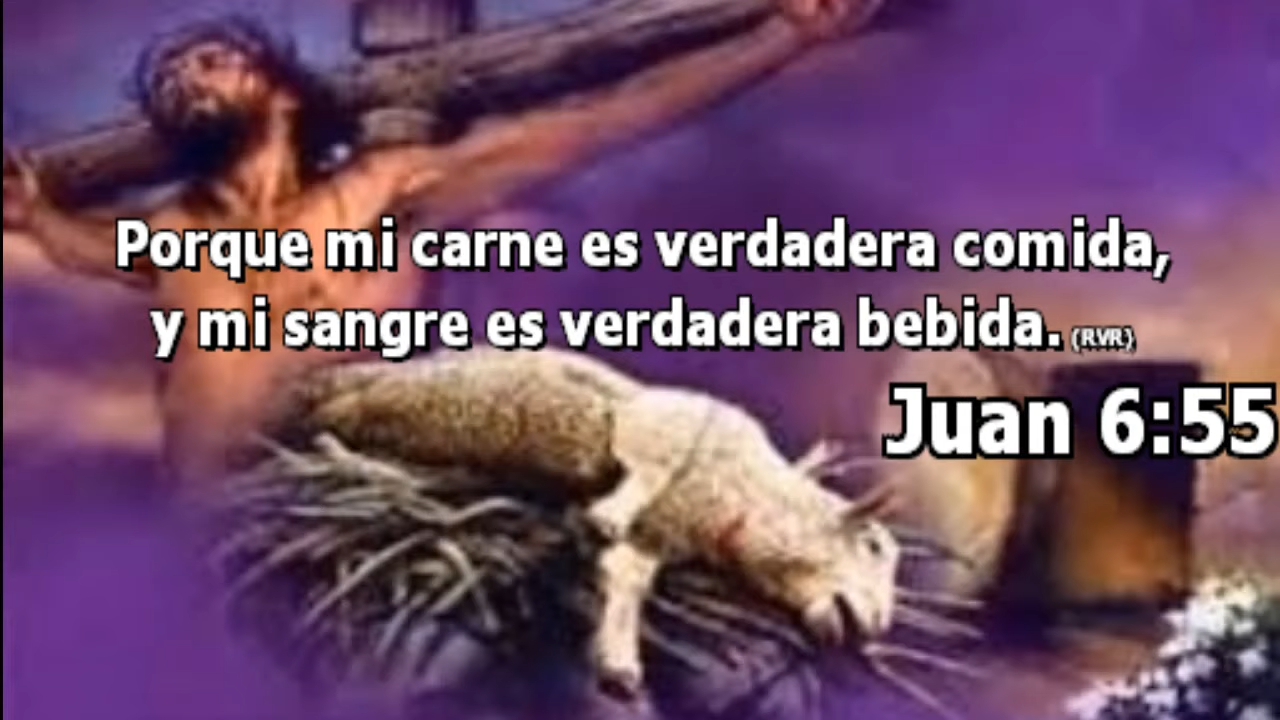 Porque mi carne es verdadera comida,
y mi sangre es verdadera bebida. (RVR)
Juan 6:55